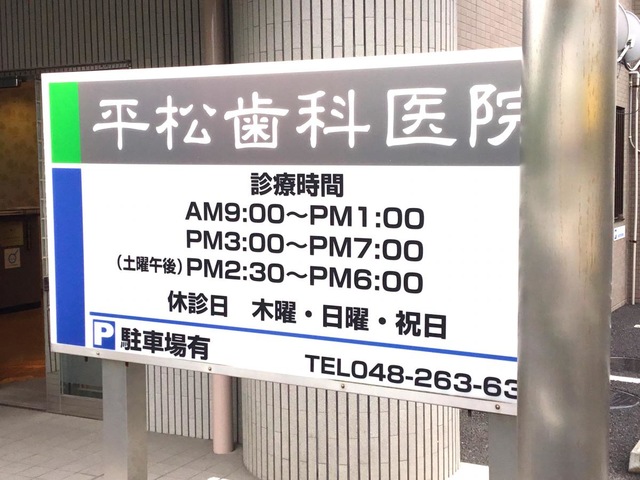 平松歯科医院
診療時間
AM9:00～PM1:00
PM3:00～PM7:00
(土曜午後)PM2:30～PM6:00
休診日　木曜・日曜・祝日
P 駐車場有
TEL048-263-63